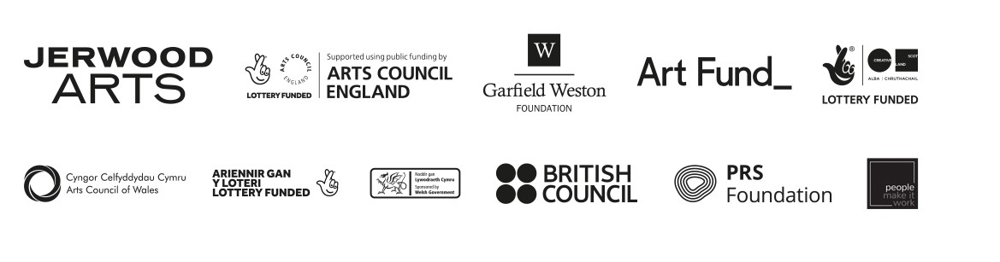 JERWOOD
ARTS
ARTS COUNCIL
ENGLAND
LOTTERY FUNDED
Supported using public funding by
ARTS COUNCIL
ENGLAND
W
Garfield Weston
FOUNDATION
Art Fund_
®
CREATIVE
SCOT
LAND
ALBA | CHRUTHACHAIL
LOTTERY FUNDED
Cyngor Celfyddydau Cymru
Arts Council of Wales
ARIENNIR GAN
Y LOTERI
LOTTERY FUNDED
Noddir gan
Lywodraeth Cymru
Sponsored by
Welsh Government
BRITISH
COUNCIL
PRS
Foundation
people
make it
work